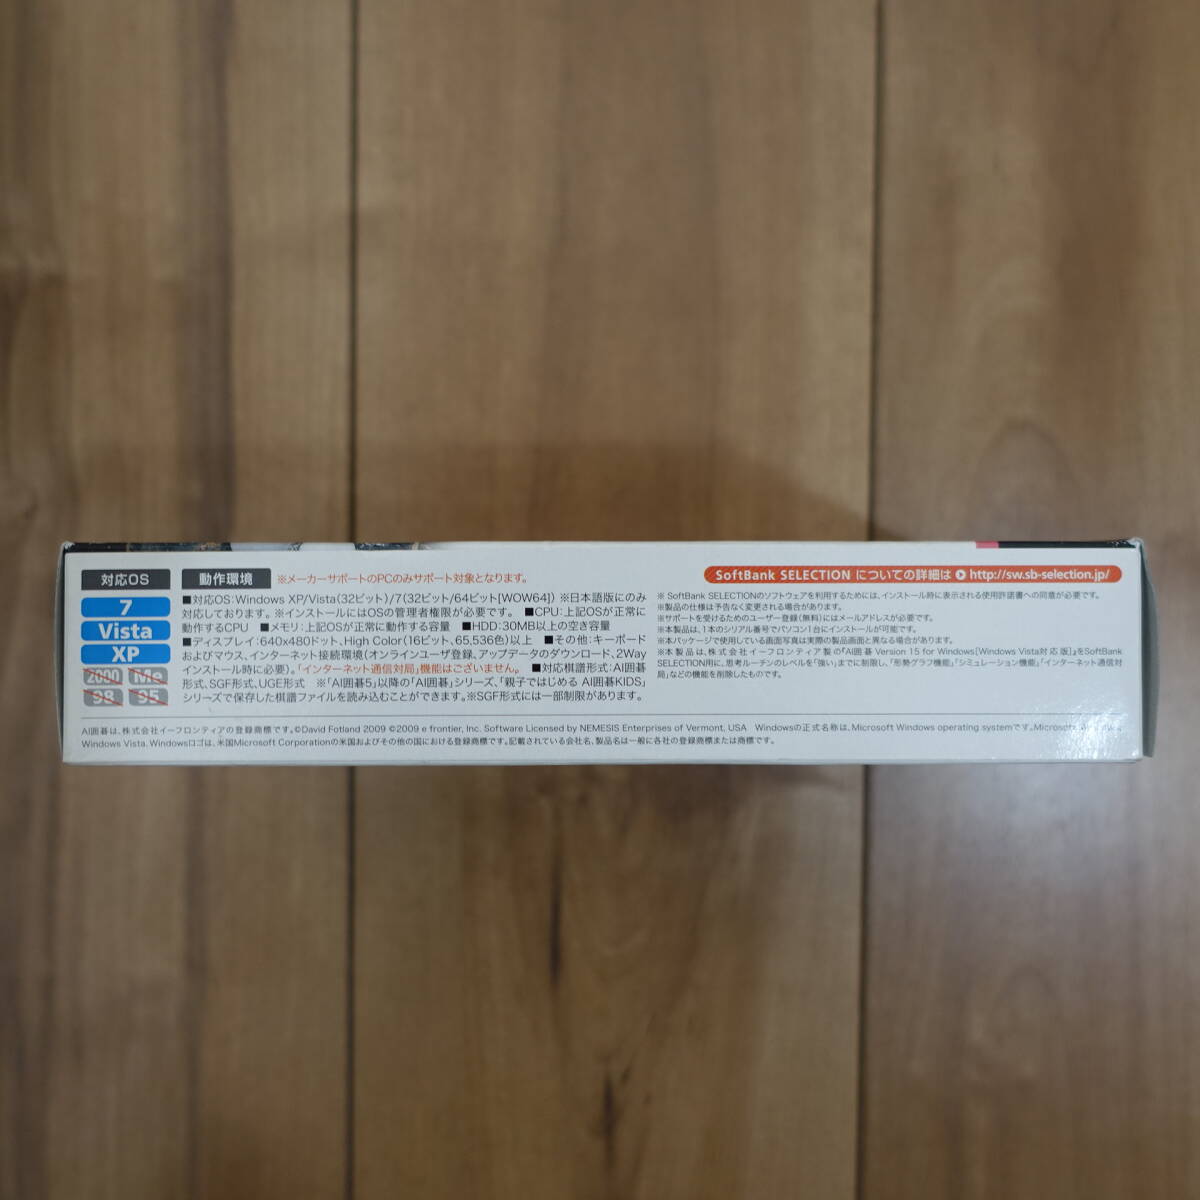 対応OS
7
Vista
XP
2000 Me
98 95
動作環境 ※メーカーサポートのPCのみサポート対象となります。
■対応OS:Windows XP/Vista(32ビット)/7(32ビット/64ビット[WOW64]) ※日本語版にのみ
対応しております。※インストールにはOSの管理者権限が必要です。 ■CPU:上記OSが正常に
動作するCPU ■メモリ:上記OSが正常に動作する容量 ■HDD:30MB以上の空き容量
■ディスプレイ:640x480ドット、High Color(16ビット、65,536色)以上 ■その他:キーボード
およびマウス、インターネット接続環境(オンラインユーザ登録、アップデータのダウンロード、2Way
インストール時に必要)。「インターネット通信対局」機能はございません。 ■対応棋譜形式:AI囲碁
形式、SGF形式、UGE形式 ※「AI囲碁5」以降の「AI囲碁」シリーズ、「親子ではじめる AI囲碁KIDS」
シリーズで保存した棋譜ファイルを読み込むことができます。※SGF形式には一部制限があります。
SoftBank SELECTION についての詳細は http://sw.sb-selection.jp/
※ SoftBank SELECTIONのソフトウェアを利用するためには、インストール時に表示される使用許諾書への同意が必要です。
※製品の仕様は予告なく変更される場合があります。
※サポートを受けるためのユーザー登録(無料)にはメールアドレスが必要です。
※本製品は、1本のシリアル番号でパソコン1台にインストールが可能です。
※本パッケージで使用している画面写真は実際の製品画面と異なる場合があります。
※本製品は株式会社イーフロンティア製の「AI囲碁 Version 15 for Windows[Windows Vista対応版]」をSoftBank
SELECTION用に、思考ルーチンのレベルを「強い」までに制限し、「形勢グラフ機能」「シミュレーション機能」「インターネット通信対
局」などの機能を削除したものです。
AI囲碁は、株式会社イーフロンティアの登録商標です。©David Fotland 2009 ©2009 e frontier, Inc. Software Licensed by NEMESIS Enterprises of Vermont, USA Windowsの正式名称は、Microsoft Windows operating systemです。Microsoft
Windows Vista、Windowsロゴは、米国Microsoft Corporationの米国およびその他の国における登録商標です。記載されている会社名、製品名は一般に各社の登録商標または商標です。